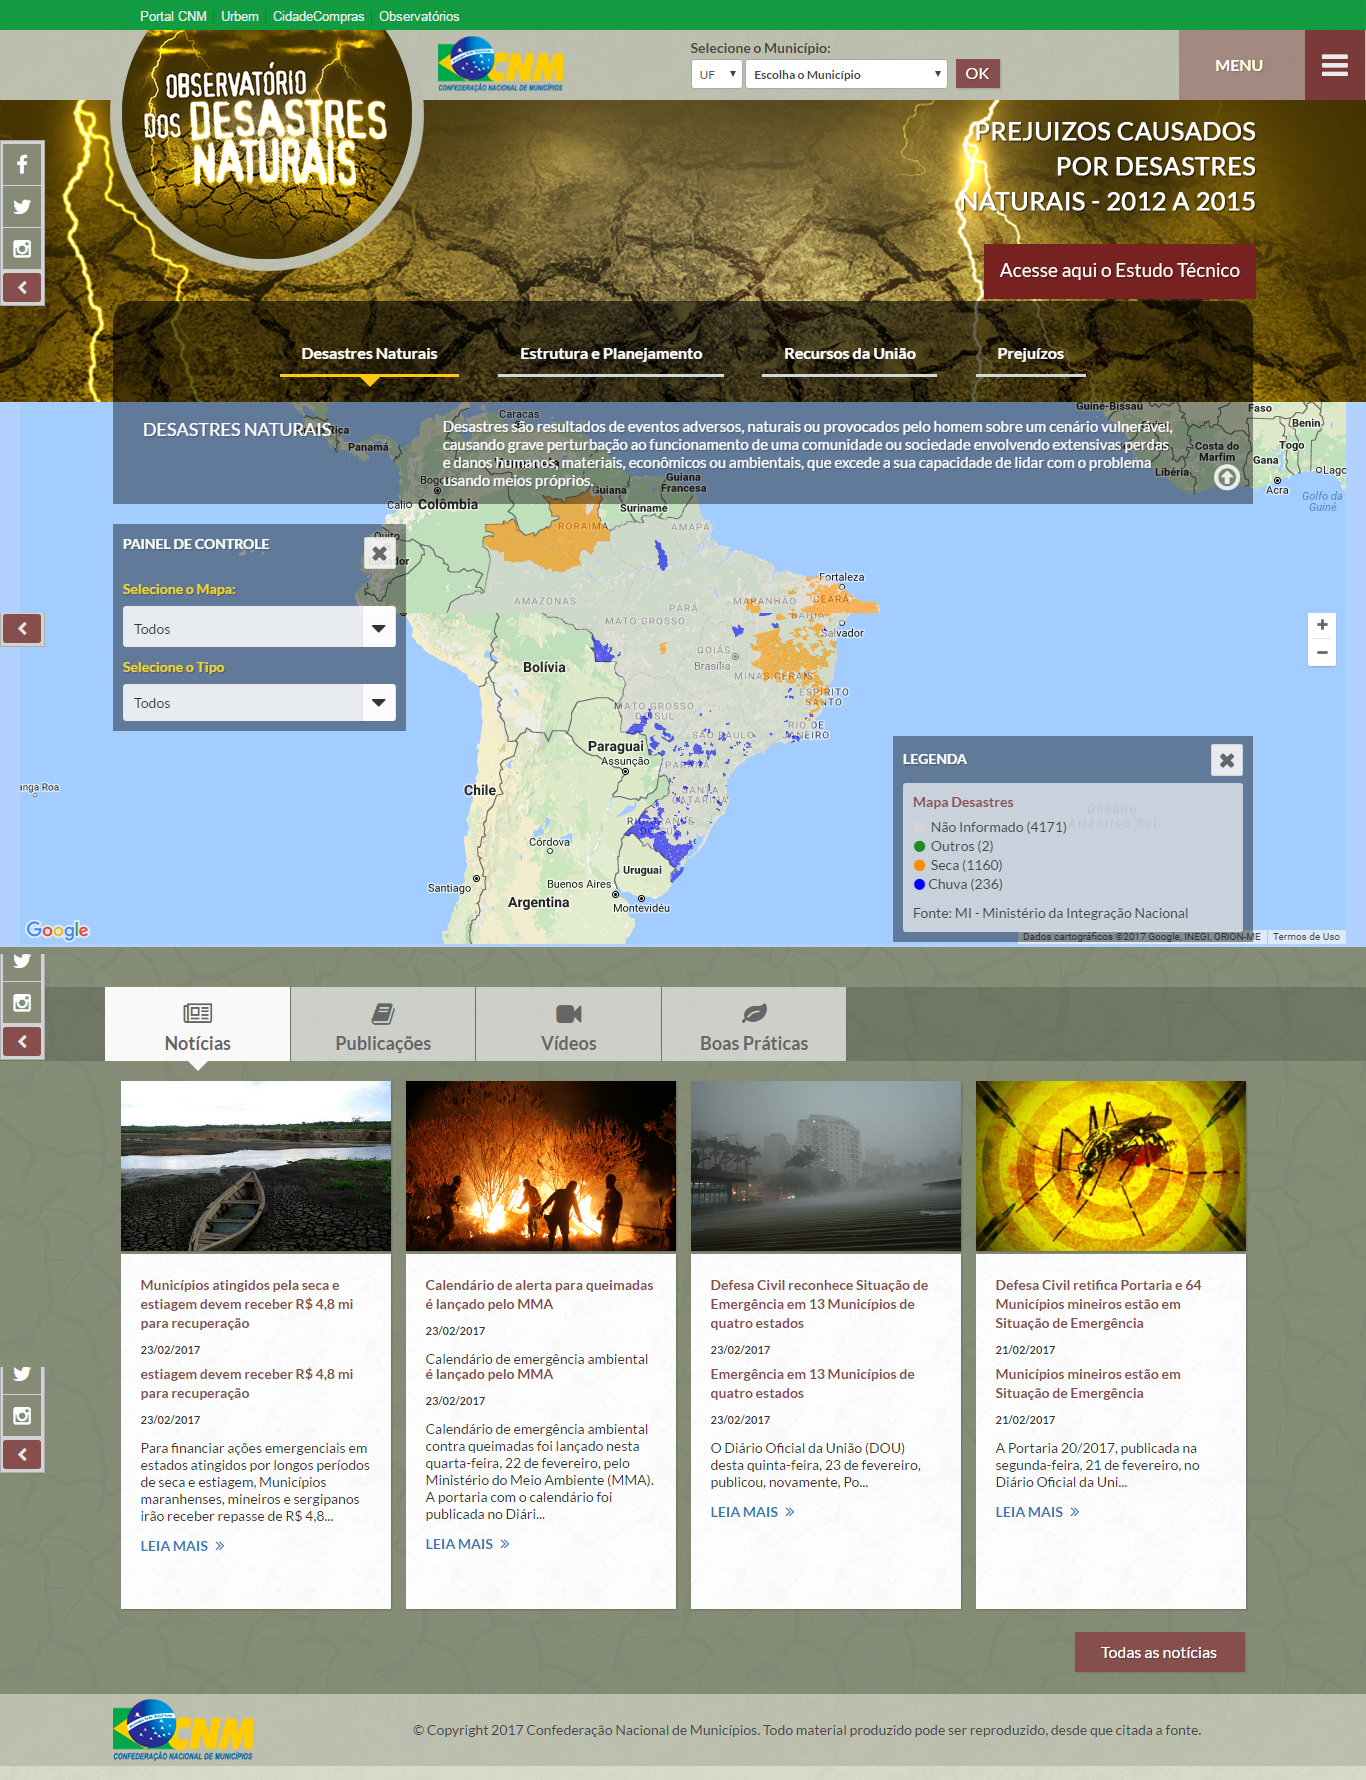 Portal CNM
Urbem
CidadeCompras
Observatórios
OBSERVATÓRIO
DOS DESASTRES
NATURAIS
CNM
CONFEDERAÇÃO NACIONAL DE MUNICÍPIOS
Selecione o Município:
UF
Escolha o Município
OK
MENU
PREJUIZOS CAUSADOS
POR DESASTRES
NATURAIS - 2012 A 2015
Acesse aqui o Estudo Técnico
Desastres Naturais
Estrutura e Planejamento
Recursos da União
Prejuízos
DESASTRES NATURAIS
Desastres são resultados de eventos adversos, naturais ou provocados pelo homem sobre um cenário vulnerável,
causando grave perturbação ao funcionamento de uma comunidade ou sociedade envolvendo extensivas perdas
e danos humanos, materiais, econômicos ou ambientais, que excede a sua capacidade de lidar com o problema
usando meios próprios.
Caracas
Panamá
Guiné-Bissau
Faso
Benin
Togo
Costa do
Marfim
Gana
Libéria
Acra
Golfo da
Guiné
Colômbia
Guiana
Guiana
Francesa
Suriname
RORAIMA
AMAPÁ
Quito
PAINEL DE CONTROLE
Selecione o Mapa:
Todos
Selecione o Tipo
Todos
AMAZONAS
PARÁ
MARANHÃO
CEARÁ
Fortaleza
BAHIA
Salvador
MATO GROSSO
GOIÁS
Brasília
Bolívia
MINAS GERAIS
ESPÍRITO
SANTO
MATO GROSSO
DO SUL
SÃO PAULO
RIO DE
JANEIRO
Paraguai
Assunção
PARANÁ
SANTA
CATARINA
Chile
RIO GRANDE
DO SUL
Córdova
Uruguai
Santiago
Buenos Aires
Argentina
Montevidéu
anga Roa
+
−
LEGENDA
Mapa Desastres
Oceano
Atlântico Sul
Não Informado (4171)
Outros (2)
Seca (1160)
Chuva (236)
Fonte: MI - Ministério da Integração Nacional
Google
Dados cartográficos ©2017 Google, INEGI, ORION-ME
Termos de Uso
Notícias
Publicações
Vídeos
Boas Práticas
Municípios atingidos pela seca e
estiagem devem receber R$ 4,8 mi
para recuperação
23/02/2017
estiagem devem receber R$ 4,8 mi
para recuperação
23/02/2017
Para financiar ações emergenciais em
estados atingidos por longos períodos
de seca e estiagem, Municípios
maranhenses, mineiros e sergipanos
irão receber repasse de R$ 4,8...
LEIA MAIS »
Calendário de alerta para queimadas
é lançado pelo MMA
23/02/2017
Calendário de emergência ambiental
é lançado pelo MMA
23/02/2017
Calendário de emergência ambiental
contra queimadas foi lançado nesta
quarta-feira, 22 de fevereiro, pelo
Ministério do Meio Ambiente (MMA).
A portaria com o calendário foi
publicada no Diári...
LEIA MAIS »
Defesa Civil reconhece Situação de
Emergência em 13 Municípios de
quatro estados
23/02/2017
Emergência em 13 Municípios de
quatro estados
23/02/2017
O Diário Oficial da União (DOU)
desta quinta-feira, 23 de fevereiro,
publicou, novamente, Po...
LEIA MAIS »
Defesa Civil retifica Portaria e 64
Municípios mineiros estão em
Situação de Emergência
21/02/2017
Municípios mineiros estão em
Situação de Emergência
21/02/2017
A Portaria 20/2017, publicada na
segunda-feira, 21 de fevereiro, no
Diário Oficial da Uni...
LEIA MAIS »
Todas as notícias
CNM
CONFEDERAÇÃO NACIONAL DE MUNICÍPIOS
© Copyright 2017 Confederação Nacional de Municípios. Todo material produzido pode ser reproduzido, desde que citada a fonte.